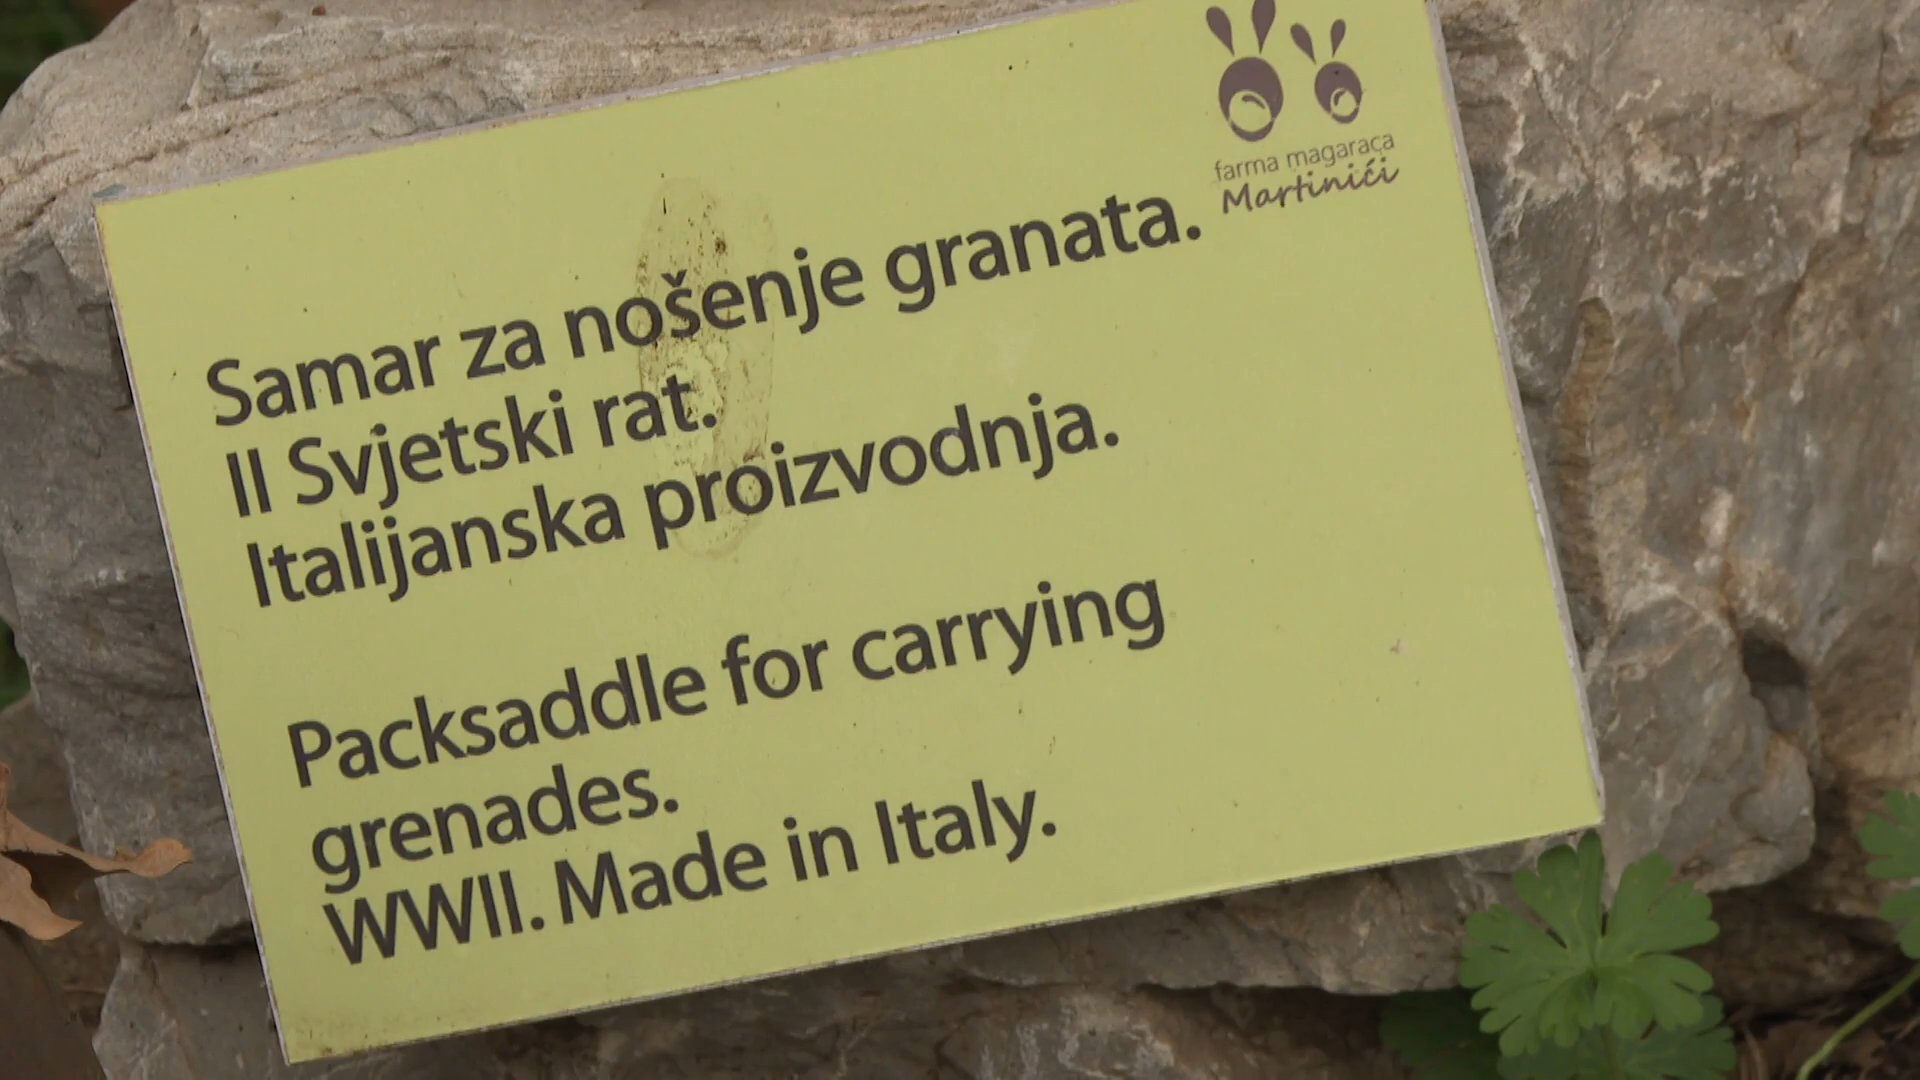 farma magaraca
Martinići
Samar za nošenje granata.
II Svjetski rat.
Italijanska proizvodnja.
Packsaddle for carrying
grenades.
WWII. Made in Italy.